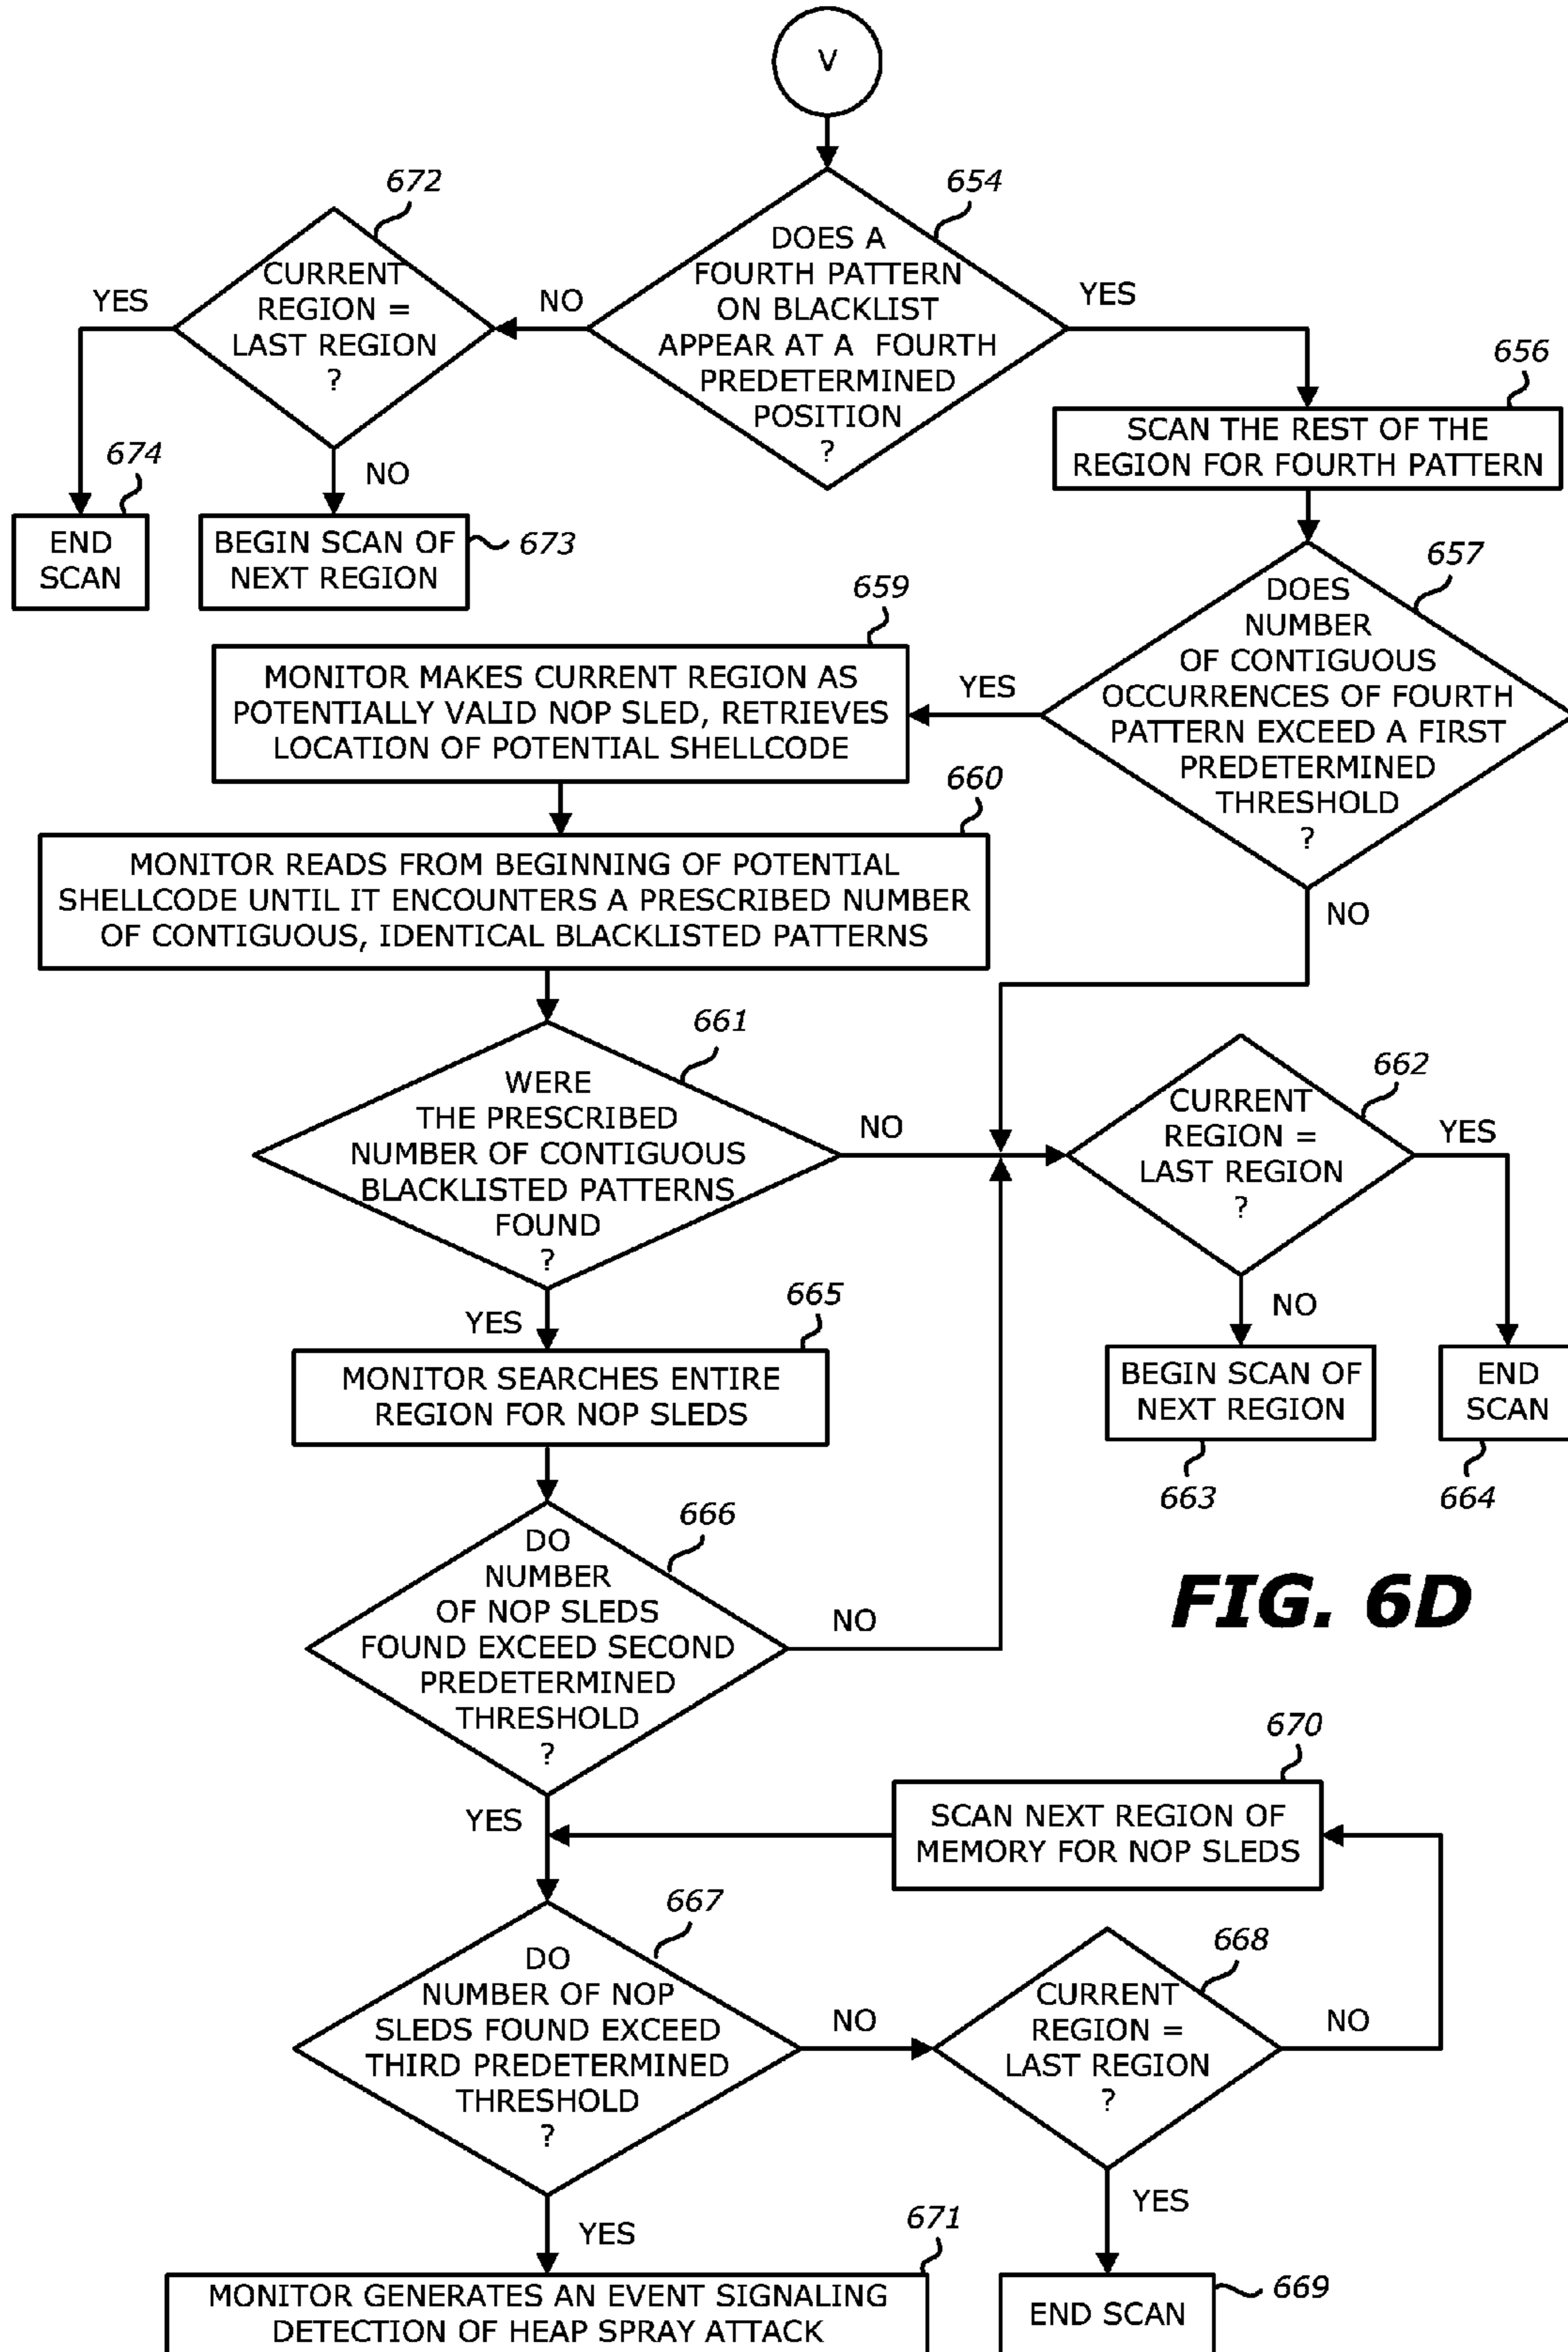 V
654
DOES A
FOURTH PATTERN
ON BLACKLIST
APPEAR AT A FOURTH
PREDETERMINED
POSITION
?
NO
YES
672
CURRENT
REGION =
LAST REGION
?
YES
NO
674
END
SCAN
BEGIN SCAN OF
NEXT REGION
673
656
SCAN THE REST OF THE
REGION FOR FOURTH PATTERN
657
DOES
NUMBER
OF CONTIGUOUS
OCCURRENCES OF FOURTH
PATTERN EXCEED A FIRST
PREDETERMINED
THRESHOLD
?
YES
NO
659
MONITOR MAKES CURRENT REGION AS
POTENTIALLY VALID NOP SLED, RETRIEVES
LOCATION OF POTENTIAL SHELLCODE
660
MONITOR READS FROM BEGINNING OF POTENTIAL
SHELLCODE UNTIL IT ENCOUNTERS A PRESCRIBED NUMBER
OF CONTIGUOUS, IDENTICAL BLACKLISTED PATTERNS
661
WERE
THE PRESCRIBED
NUMBER OF CONTIGUOUS
BLACKLISTED PATTERNS
FOUND
?
NO
YES
662
CURRENT
REGION =
LAST REGION
?
YES
NO
BEGIN SCAN OF
NEXT REGION
663
END
SCAN
664
665
MONITOR SEARCHES ENTIRE
REGION FOR NOP SLEDS
666
DO
NUMBER
OF NOP SLEDS
FOUND EXCEED SECOND
PREDETERMINED
THRESHOLD
?
NO
YES
FIG. 6D
670
SCAN NEXT REGION OF
MEMORY FOR NOP SLEDS
667
DO
NUMBER OF NOP
SLEDS FOUND EXCEED
THIRD PREDETERMINED
THRESHOLD
?
NO
YES
668
CURRENT
REGION =
LAST REGION
?
NO
YES
671
MONITOR GENERATES AN EVENT SIGNALING
DETECTION OF HEAP SPRAY ATTACK
END SCAN
669